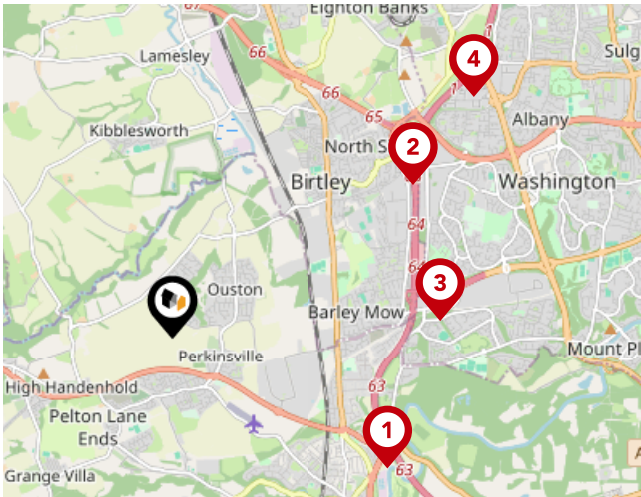 67
Eighton Banks
Lamesley
66
Sulg
4
66
1
65
Albany
Kibblesworth
North S
2
Birtley
Washington
64
64
3
Ouston
Barley Mow
Perkinsville
Mount Pl
High Handenhold
63
Pelton Lane
Ends
1
63
A
Grange Villa